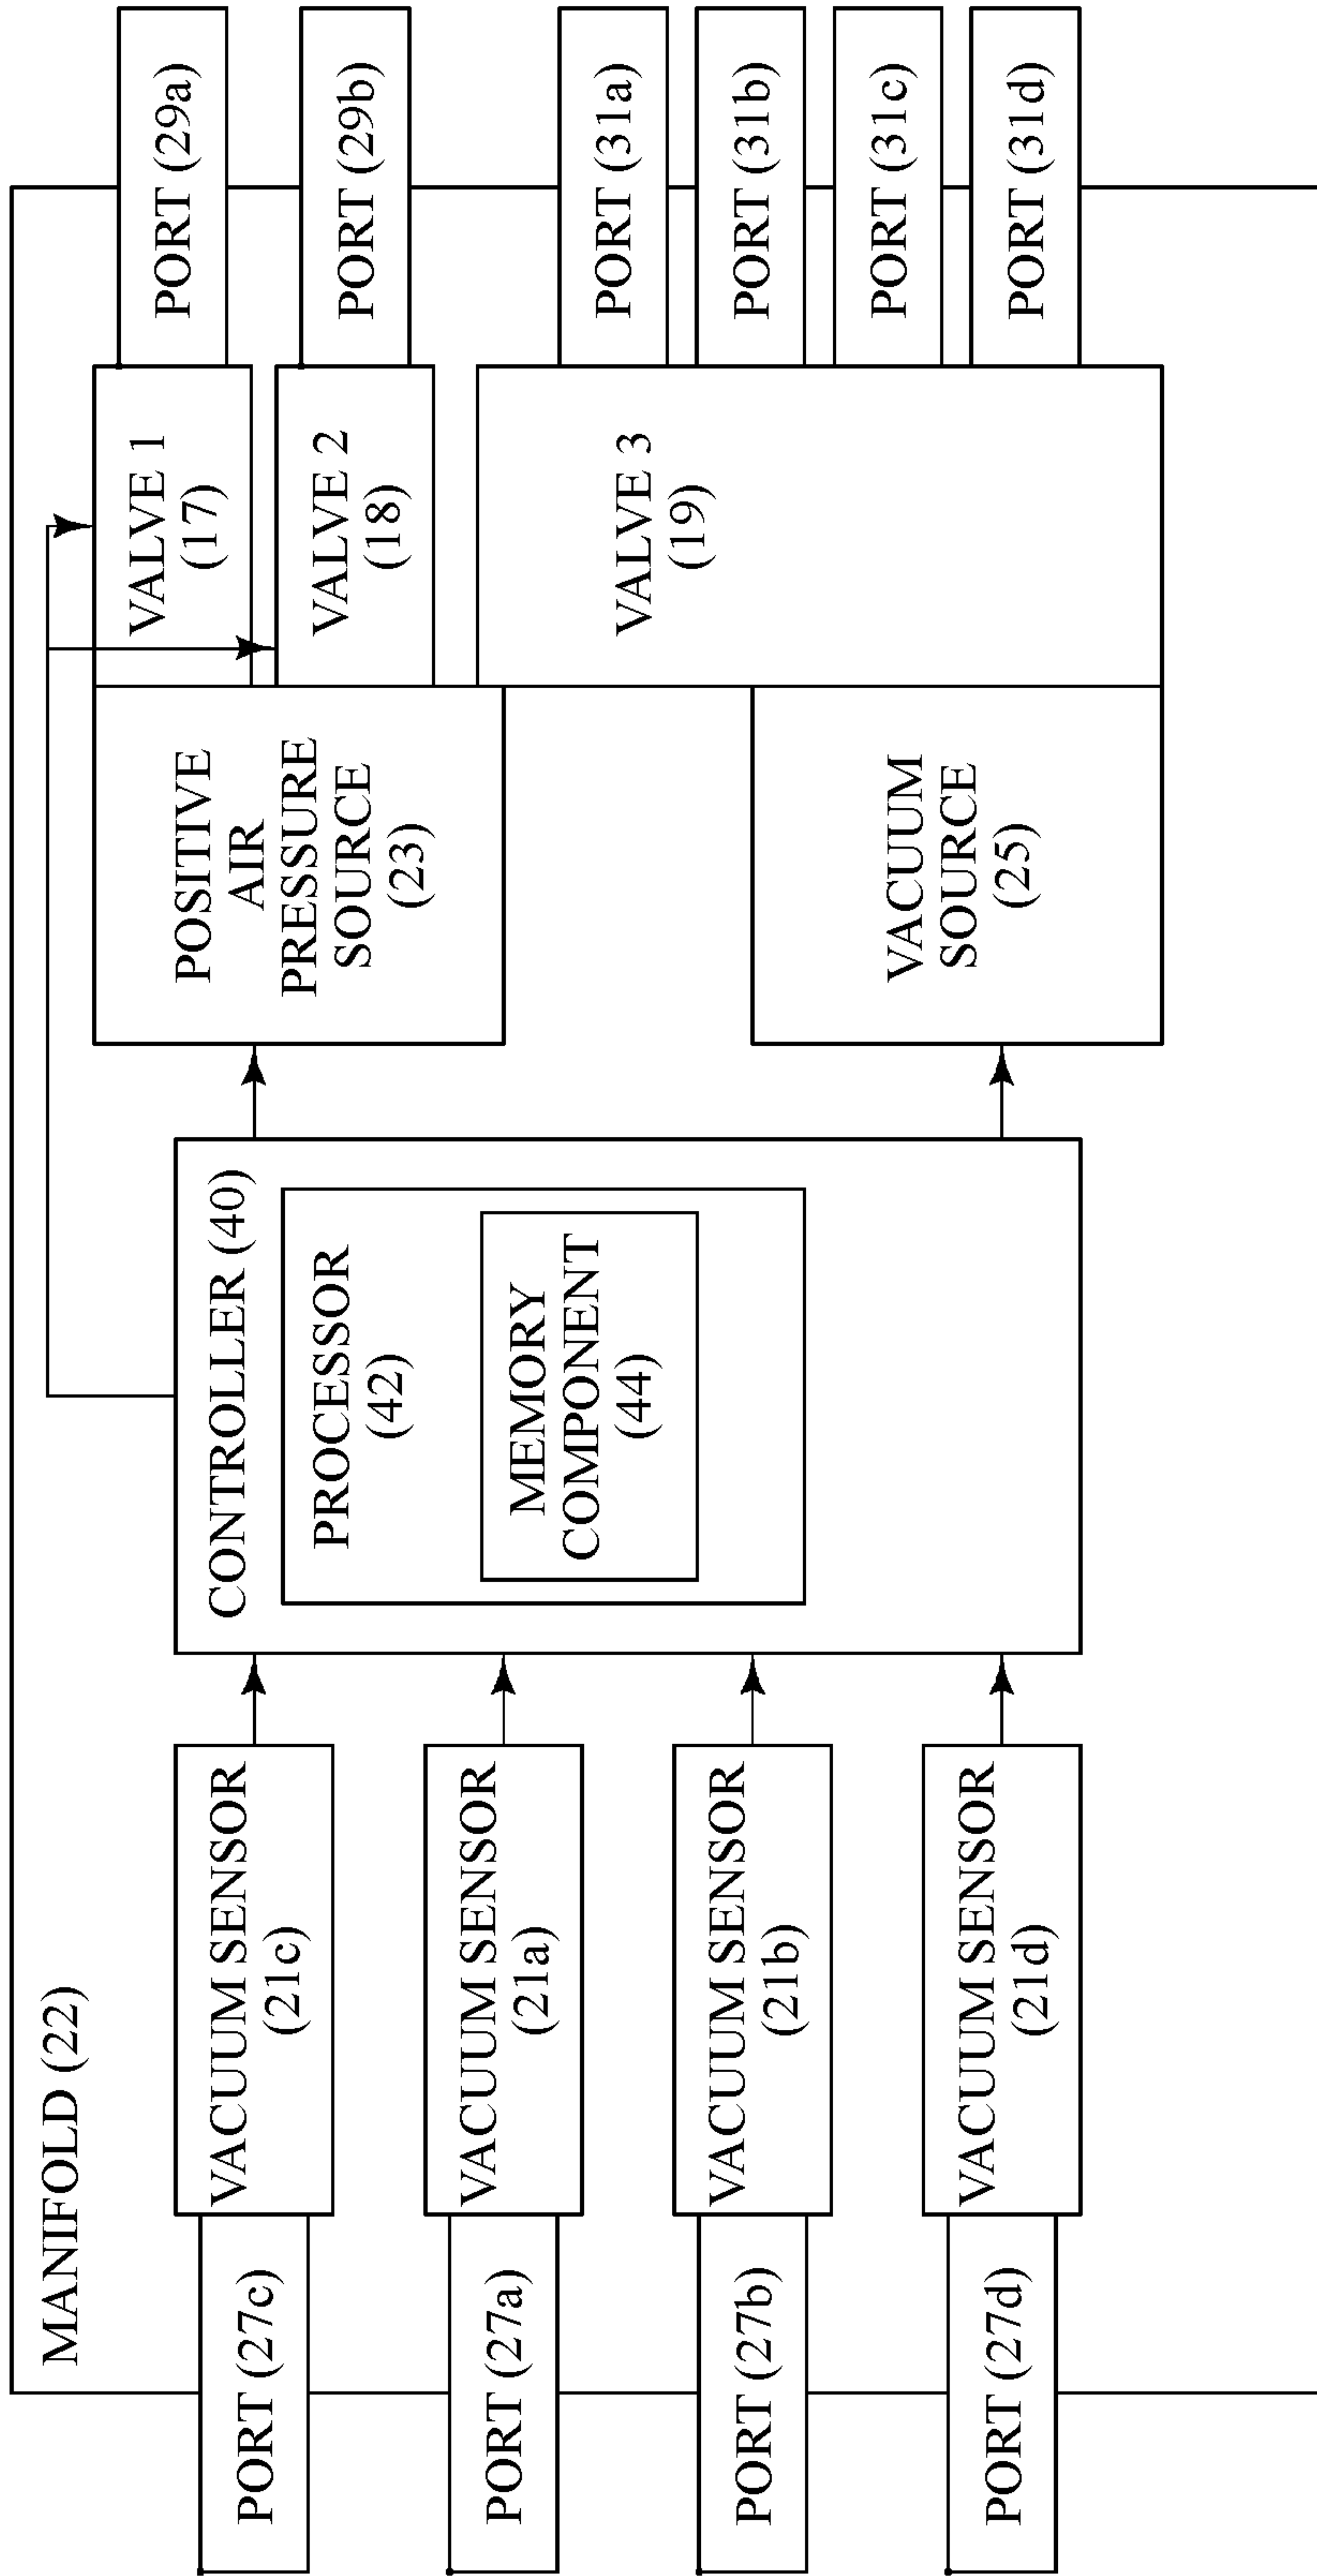 MANIFOLD (22)
PORT (27c)
VACUUM SENSOR
(21c)
PORT (27a)
VACUUM SENSOR
(21a)
PORT (27b)
VACUUM SENSOR
(21b)
PORT (27d)
VACUUM SENSOR
(21d)
CONTROLLER (40)
PROCESSOR
(42)
MEMORY
COMPONENT
(44)
POSITIVE
AIR
PRESSURE
SOURCE
(23)
VACUUM
SOURCE
(25)
VALVE 1
(17)
VALVE 2
(18)
VALVE 3
(19)
PORT (29a)
PORT (29b)
PORT (31a)
PORT (31b)
PORT (31c)
PORT (31d)